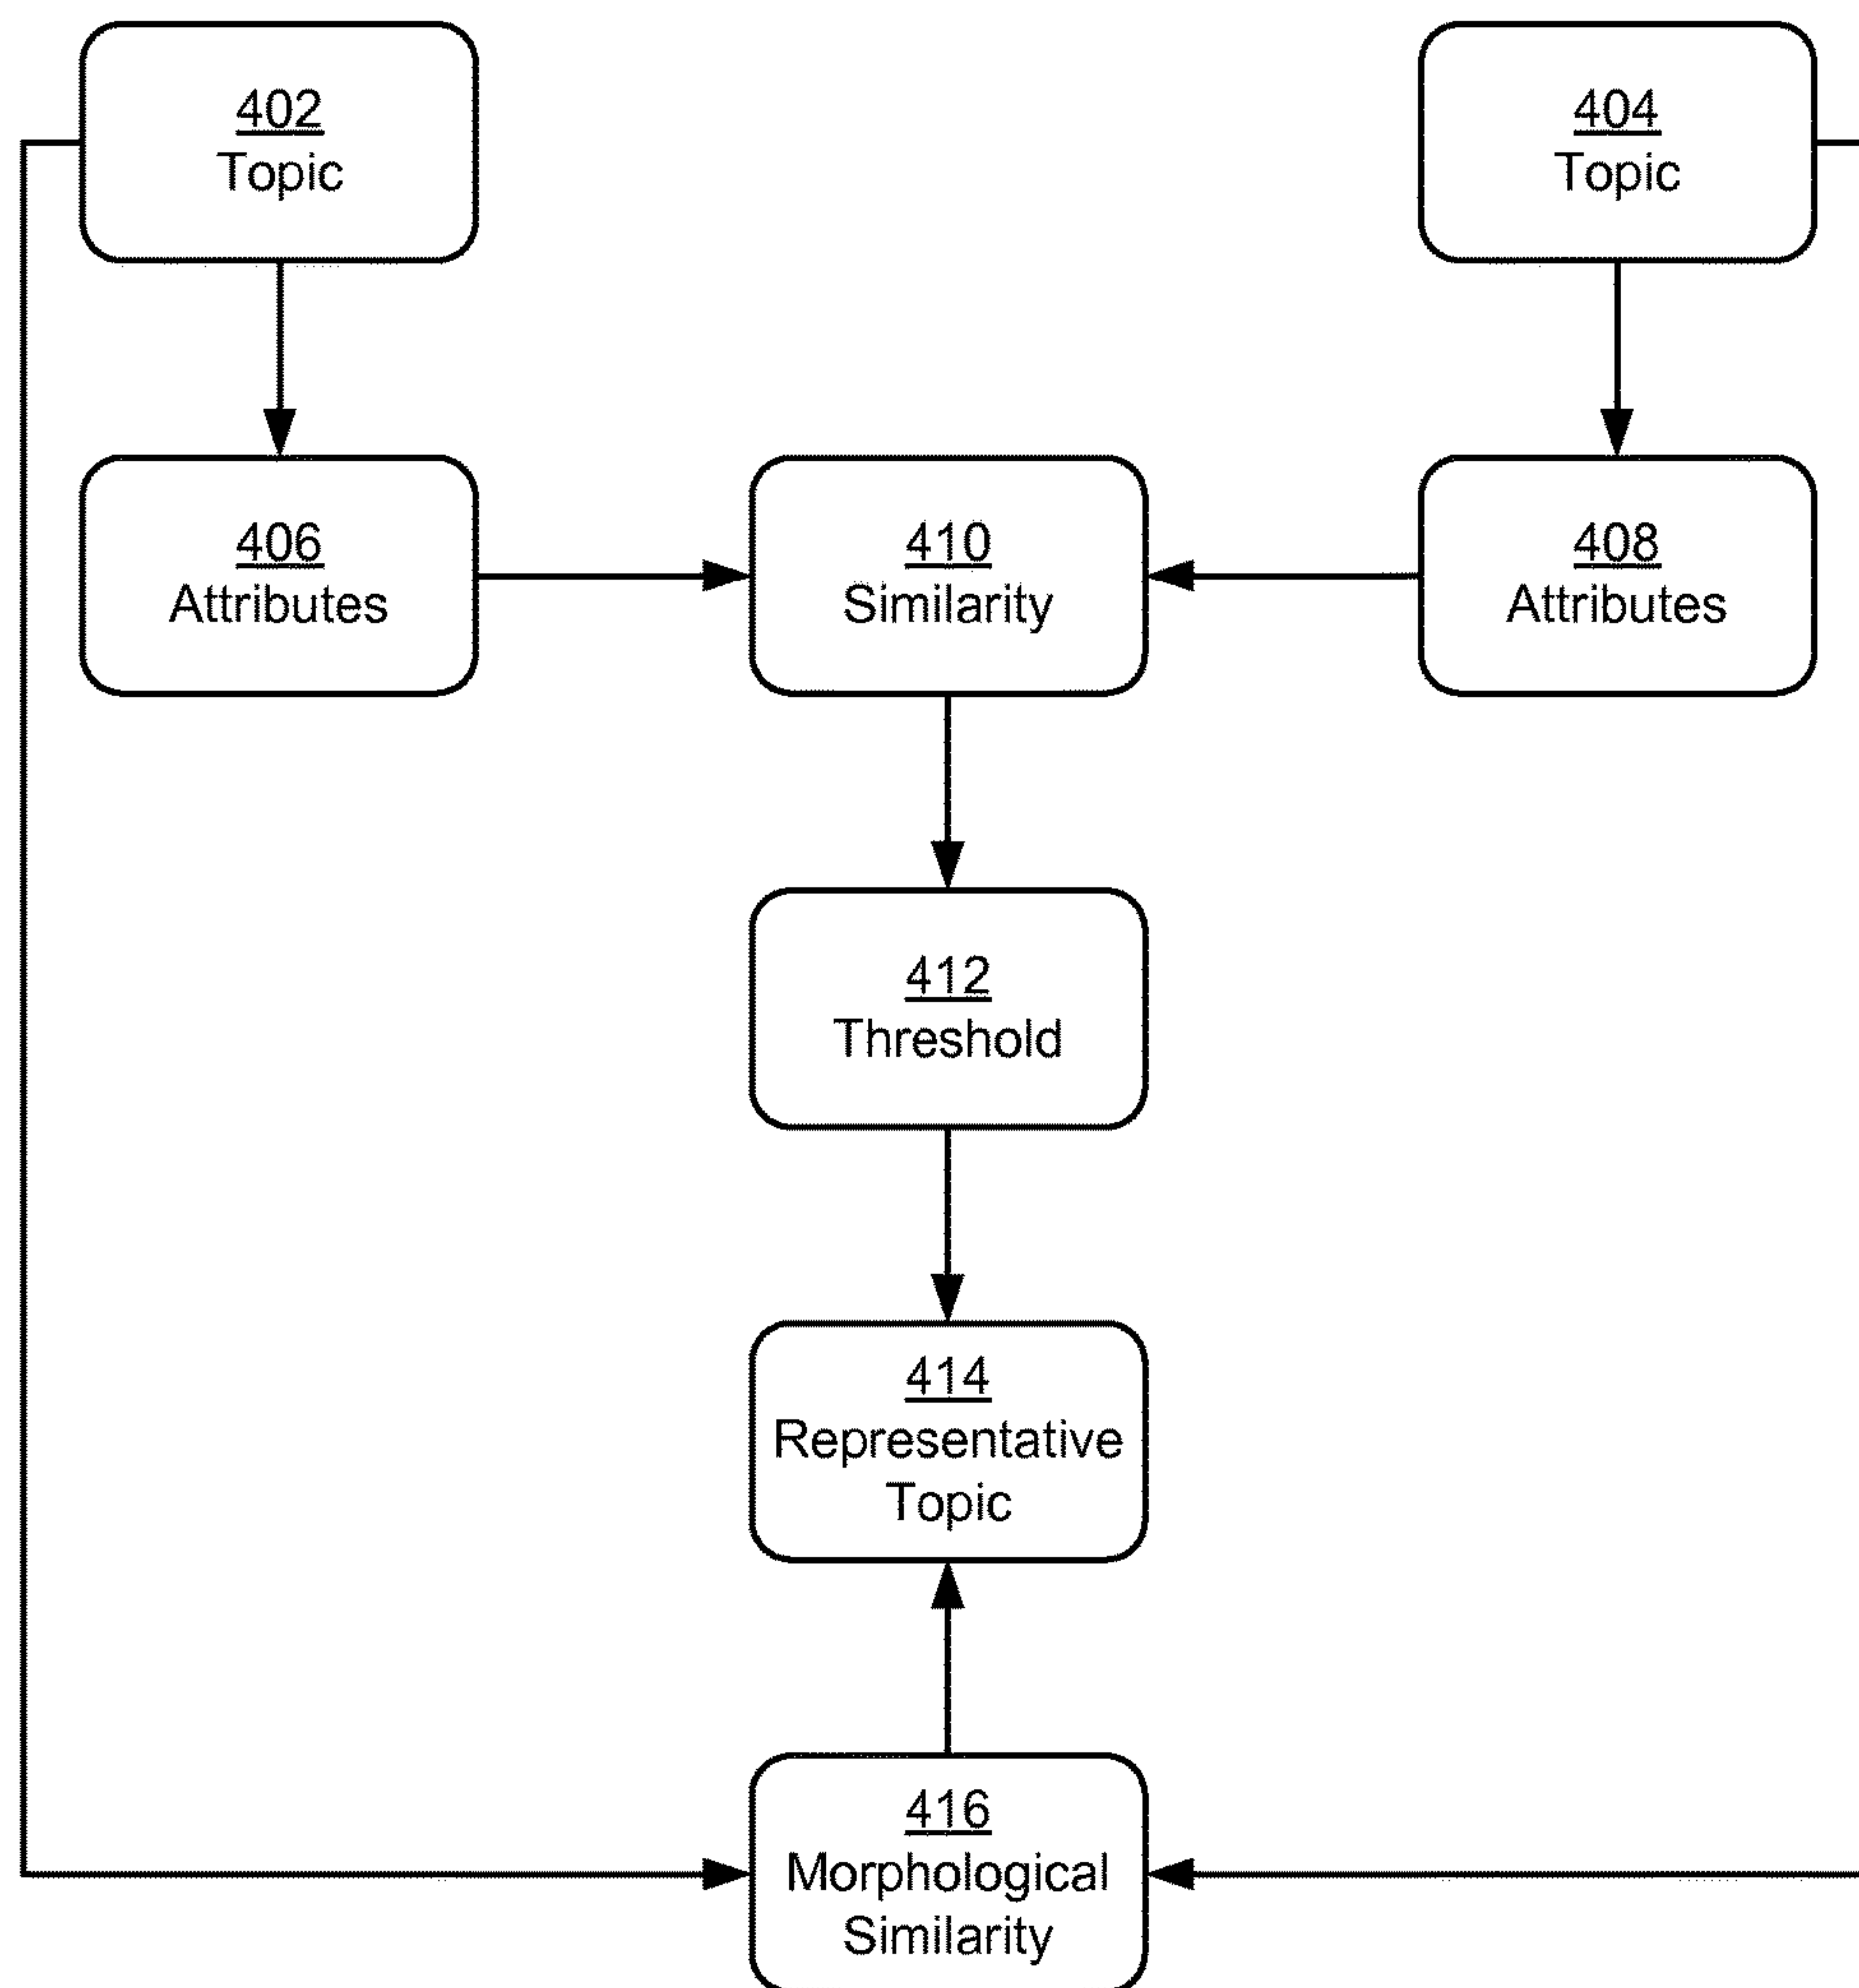 402
Topic
404
Topic
406
Attributes
410
Similarity
408
Attributes
412
Threshold
414
Representative
Topic
416
Morphological
Similarity